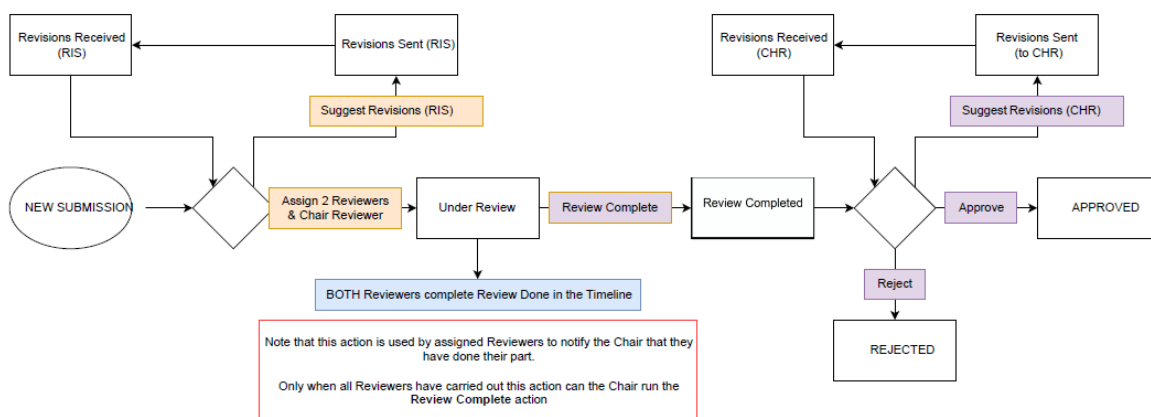 Revisions Received
(RIS)
Revisions Sent (RIS)
Suggest Revisions (RIS)
Revisions Received
(CHR)
Revisions Sent
(to CHR)
Suggest Revisions (CHR)
NEW SUBMISSION
Assign 2 Reviewers
& Chair Reviewer
Under Review
Review Complete
Review Completed
Approve
APPROVED
Reject
REJECTED
BOTH Reviewers complete Review Done in the Timeline
Note that this action is used by assigned Reviewers to notify the Chair that they
have done their part.
Only when all Reviewers have carried out this action can the Chair run the
Review Complete action